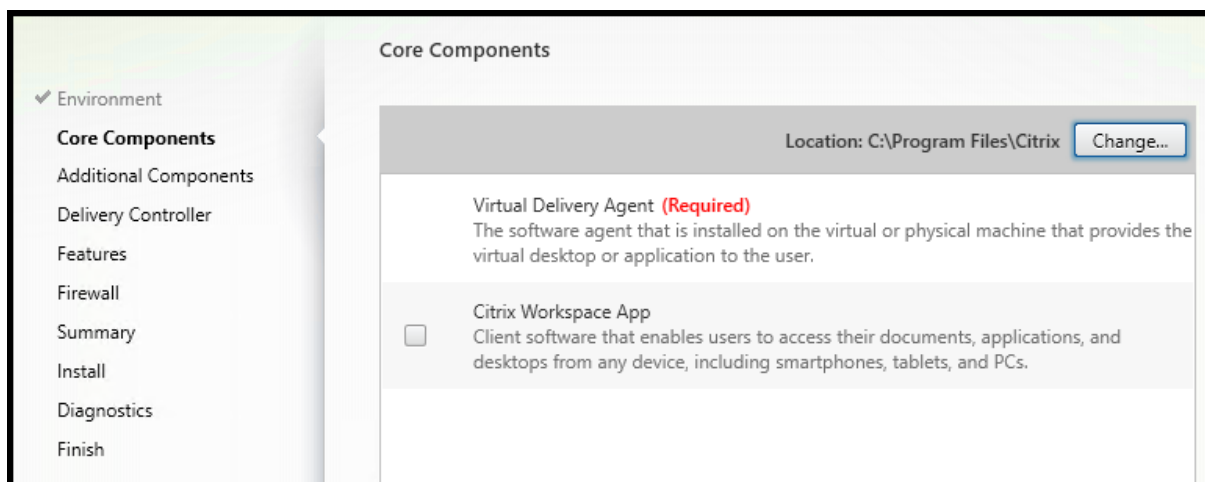 Core Components
Environment
Core Components
Additional Components
Delivery Controller
Features
Firewall
Summary
Install
Diagnostics
Finish
Location: C:\Program Files\Citrix Change...
Virtual Delivery Agent (Required)
The software agent that is installed on the virtual or physical machine that provides the
virtual desktop or application to the user.
Citrix Workspace App
Client software that enables users to access their documents, applications, and
desktops from any device, including smartphones, tablets, and PCs.